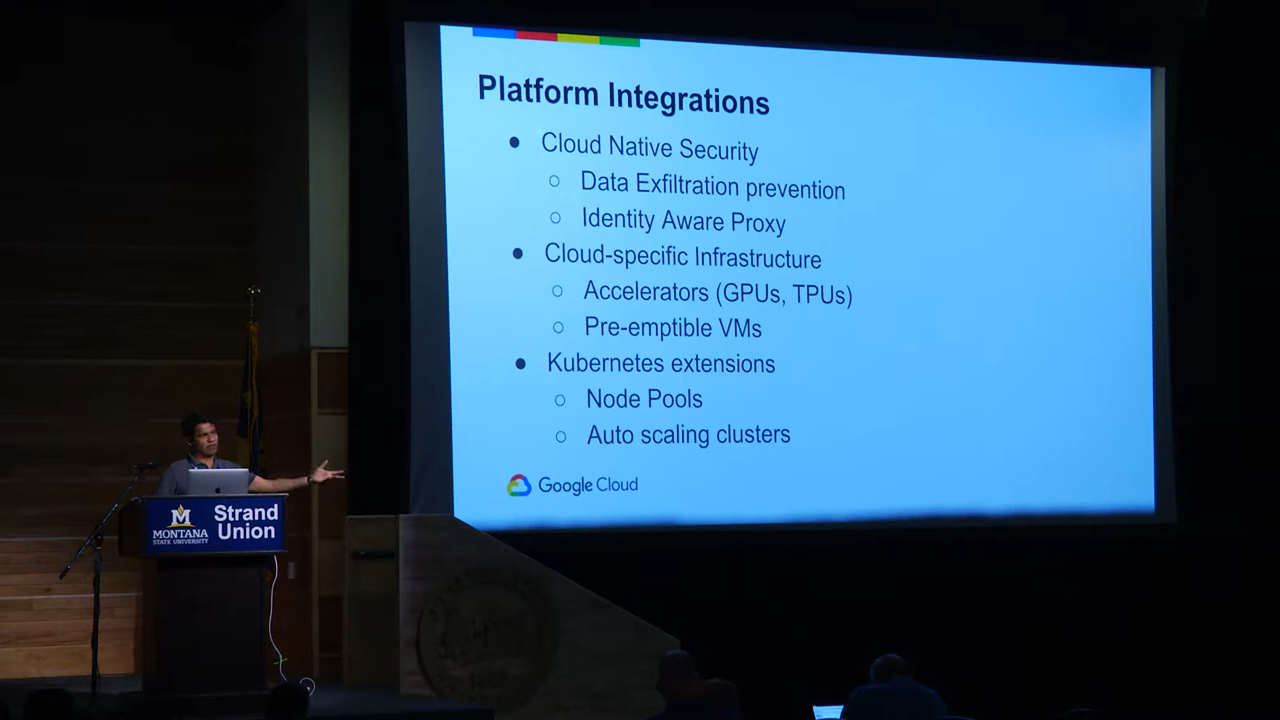 Platform Integrations
● Cloud Native Security
○ Data Exfiltration prevention
○ Identity Aware Proxy
● Cloud-specific Infrastructure
○ Accelerators (GPUs, TPUs)
○ Pre-emptible VMs
● Kubernetes extensions
○ Node Pools
○ Auto scaling clusters
Google Cloud
M
MONTANA
STATE UNIVERSITY
Strand
Union